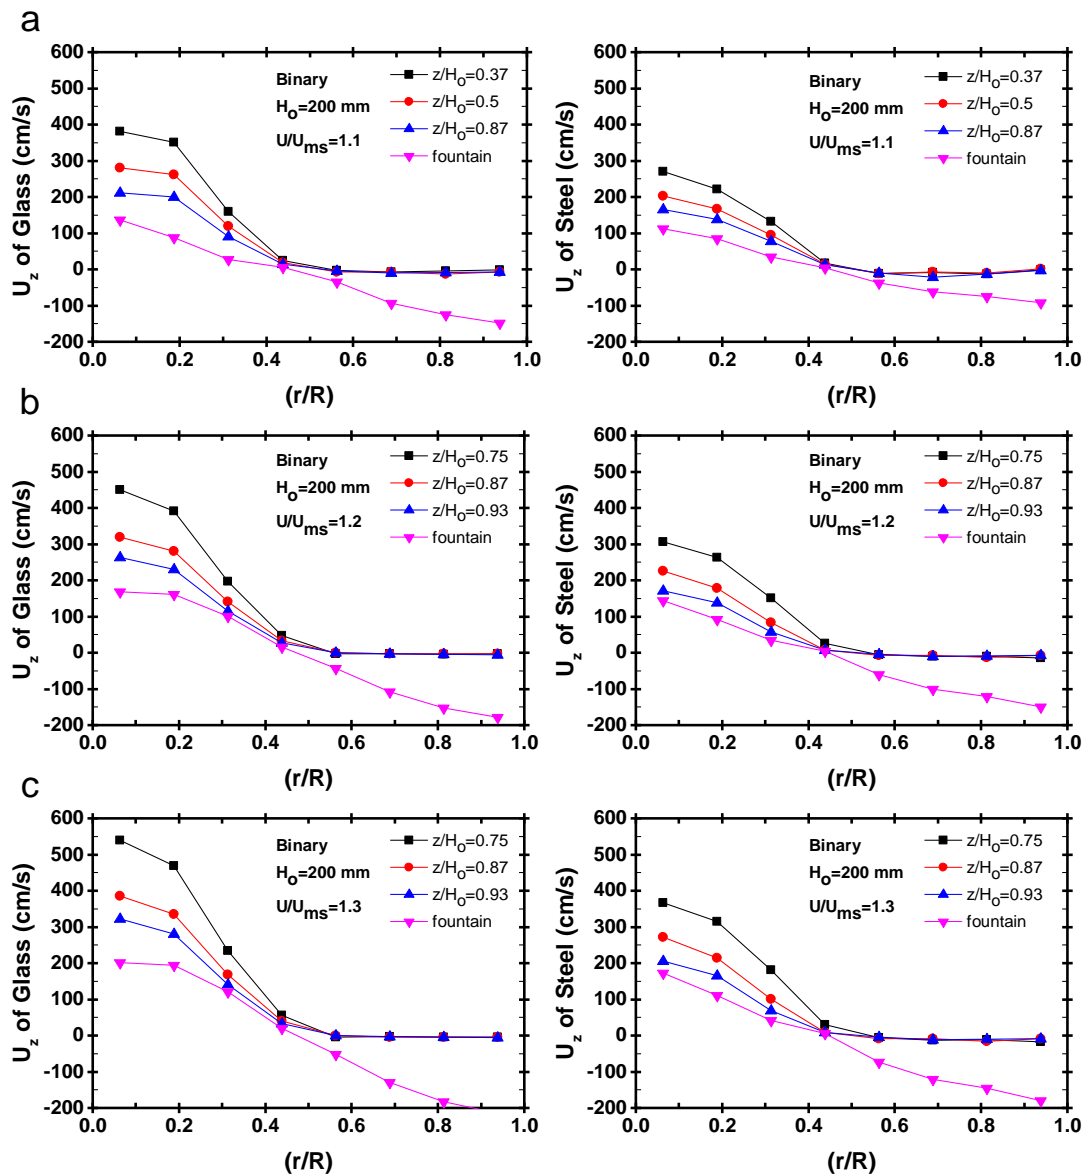 a
600
500
400
300
200
100
0
-100
-200
U_z of Glass (cm/s)
Binary
H_o=200 mm
U/U_ms=1.1
z/H_o=0.37
z/H_o=0.5
z/H_o=0.87
fountain
0.0 0.2 0.4 0.6 0.8 1.0
(r/R)
600
500
400
300
200
100
0
-100
-200
U_z of Steel (cm/s)
Binary
H_o=200 mm
U/U_ms=1.1
z/H_o=0.37
z/H_o=0.5
z/H_o=0.87
fountain
0.0 0.2 0.4 0.6 0.8 1.0
(r/R)
b
600
500
400
300
200
100
0
-100
-200
U_z of Glass (cm/s)
Binary
H_o=200 mm
U/U_ms=1.2
z/H_o=0.75
z/H_o=0.87
z/H_o=0.93
fountain
0.0 0.2 0.4 0.6 0.8 1.0
(r/R)
600
500
400
300
200
100
0
-100
-200
U_z of Steel (cm/s)
Binary
H_o=200 mm
U/U_ms=1.2
z/H_o=0.75
z/H_o=0.87
z/H_o=0.93
fountain
0.0 0.2 0.4 0.6 0.8 1.0
(r/R)
c
600
500
400
300
200
100
0
-100
-200
U_z of Glass (cm/s)
Binary
H_o=200 mm
U/U_ms=1.3
z/H_o=0.75
z/H_o=0.87
z/H_o=0.93
fountain
0.0 0.2 0.4 0.6 0.8 1.0
(r/R)
600
500
400
300
200
100
0
-100
-200
U_z of Steel (cm/s)
Binary
H_o=200 mm
U/U_ms=1.3
z/H_o=0.75
z/H_o=0.87
z/H_o=0.93
fountain
0.0 0.2 0.4 0.6 0.8 1.0
(r/R)